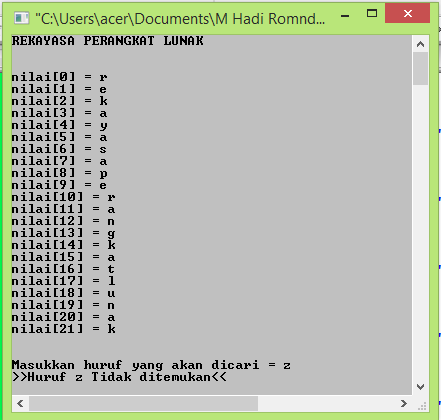 "C:\Users\acer\Documents\M Hadi Romnd...
REKAYASA PERANGKAT LUNAK
nilai[0] = r
nilai[1] = e
nilai[2] = k
nilai[3] = a
nilai[4] = y
nilai[5] = a
nilai[6] = s
nilai[7] = a
nilai[8] = p
nilai[9] = e
nilai[10] = r
nilai[11] = a
nilai[12] = n
nilai[13] = g
nilai[14] = k
nilai[15] = a
nilai[16] = t
nilai[17] = l
nilai[18] = u
nilai[19] = n
nilai[20] = a
nilai[21] = k
Masukkan huruf yang akan dicari = z
>>Huruf z Tidak ditemukan<<